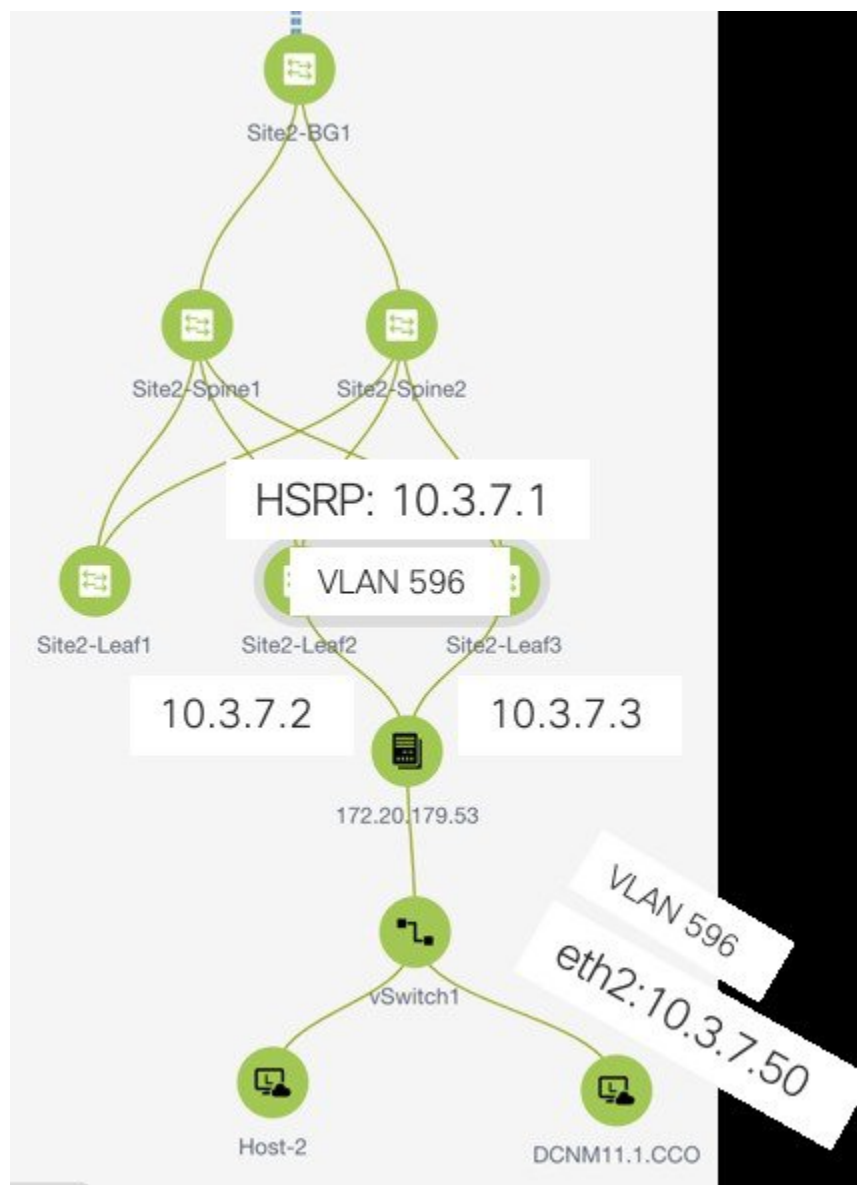 Site2-BG1
Site2-Spine1
Site2-Spine2
HSRP: 10.3.7.1
VLAN 596
Site2-Leaf1
Site2-Leaf2
Site2-Leaf3
10.3.7.2
10.3.7.3
172.20.179.53
VLAN 596
eth2:10.3.7.50
vSwitch1
Host-2
DCNM11.1.CCO